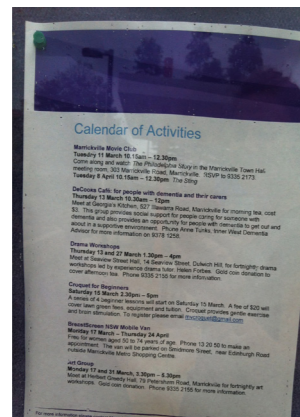 Calendar of Activities
Marrickville Movie Club
Tuesday 11 March 10.15am – 12.30pm
Come along and watch The Philadelphia Story in the Marrickville Town Hall
meeting room, 303 Marrickville Road, Marrickville. RSVP to 9335 2173.
Tuesday 8 April 10.15am – 12.30pm The Sting
DeCooks Café: for people with dementia and their carers
Thursday 13 March 10.30am – 12pm
Meet at Georgia's Kitchen, 627 Illawarra Road, Marrickville for morning tea, cost
$3. This group provides social support for people caring for someone with
dementia and also provides an opportunity for people with dementia to get out and
about in a supportive environment. Phone Anne Tunks, Inner West Dementia
Advisor for more information on 9378 1258.
Drama Workshops
Thursday 13 and 27 March 1.30pm – 4pm
Meet at Seaview Street Hall, 14 Seaview Street, Dulwich Hill, for fortnightly drama
workshops led by experience drama tutor, Helen Forbes. Gold coin donation to
cover afternoon tea. Phone 9335 2155 for more information.
Croquet for Beginners
Saturday 15 March 2.30pm – 5pm
A series of 4 beginner lessons will start on Saturday 15 March. A fee of $20 will
cover lawn green fees, equipment and tuition. Croquet provides gentle exercise
and brain stimulation. To register please email
BreastScreen NSW Mobile Van
Monday 17 March – Thursday 24 April
Free for women aged 50 to 74 years of age. Phone 13 20 50 to make an
appointment. The van will be parked on Smidmore Street, near Edinburgh Road
outside Marrickville Metro Shopping Centre.
Art Group
Monday 17 and 31 March, 3.30pm – 5.30pm
Meet at Herbert Greedy Hall, 79 Petersham Road, Marrickville for fortnightly art
workshops. Gold coin donation. Phone 9335 2155 for more information.